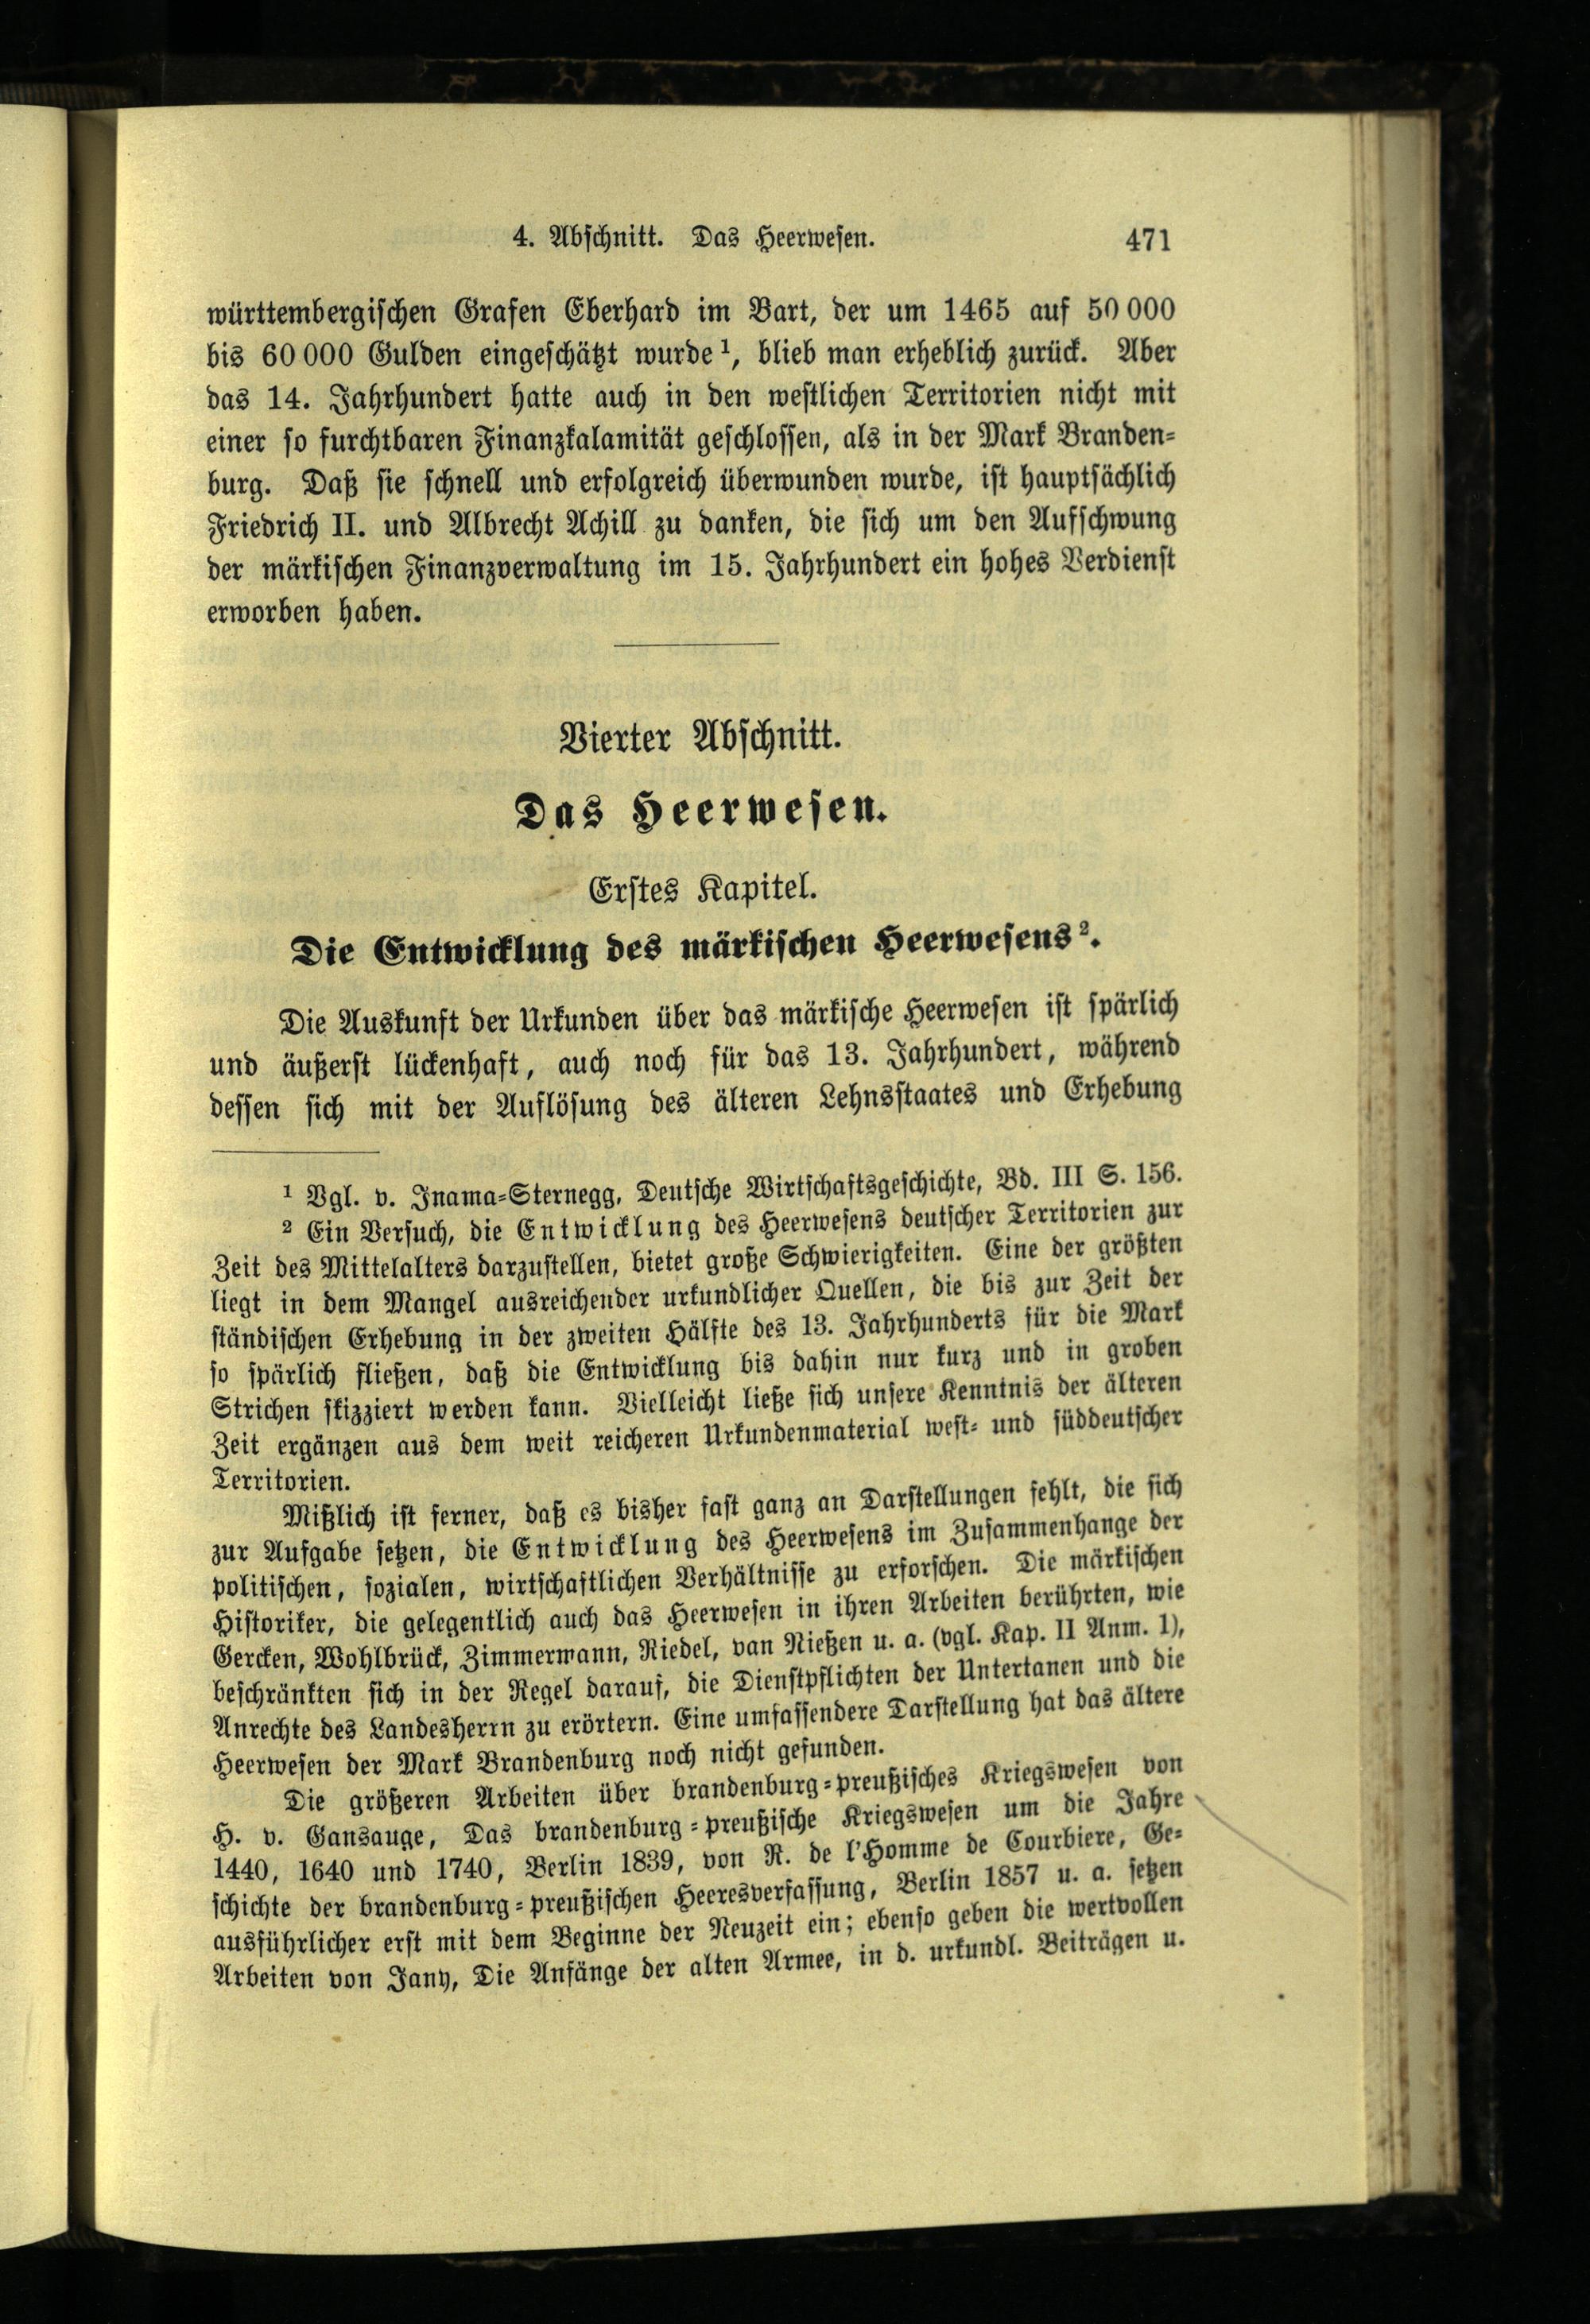 4. Abschnitt. Das Heerwesen. 471
württembergischen Grafen Eberhard im Bart, der um 1465 auf 50 000
bis 60 000 Gulden eingeschätzt wurde¹, blieb man erheblich zurück. Aber
das 14. Jahrhundert hatte auch in den westlichen Territorien nicht mit
einer so furchtbaren Finanzkalamität geschlossen, als in der Mark Branden-
burg. Daß sie schnell und erfolgreich überwunden wurde, ist hauptsächlich
Friedrich II. und Albrecht Achill zu danken, die sich um den Aufschwung
der märkischen Finanzverwaltung im 15. Jahrhundert ein hohes Verdienst
erworben haben.
Vierter Abschnitt.
Das Heerwesen.
Erstes Kapitel.
Die Entwicklung des märkischen Heerwesens².
Die Auskunft der Urkunden über das märkische Heerwesen ist spärlich
und äußerst lückenhaft, auch noch für das 13. Jahrhundert, während
dessen sich mit der Auflösung des älteren Lehnsstaates und Erhebung
¹ Vgl. v. Inama-Sternegg, Deutsche Wirtschaftsgeschichte, Bd. III S. 156.
² Ein Versuch, die Entwicklung des Heerwesens deutscher Territorien zur
Zeit des Mittelalters darzustellen, bietet große Schwierigkeiten. Eine der größten
liegt in dem Mangel ausreichender urkundlicher Quellen, die bis zur Zeit der
ständischen Erhebung in der zweiten Hälfte des 13. Jahrhunderts für die Mark
so spärlich fließen, daß die Entwicklung bis dahin nur kurz und in groben
Strichen skizziert werden kann. Vielleicht ließe sich unsere Kenntnis der älteren
Zeit ergänzen aus dem weit reicheren Urkundenmaterial west- und süddeutscher
Territorien.
Mißlich ist ferner, daß es bisher fast ganz an Darstellungen fehlt, die sich
zur Aufgabe setzen, die Entwicklung des Heerwesens im Zusammenhange der
politischen, sozialen, wirtschaftlichen Verhältnisse zu erforschen. Die märkischen
Historiker, die gelegentlich auch das Heerwesen in ihren Arbeiten berührten, wie
Gercken, Wohlbrück, Zimmermann, Riedel, van Nießen u. a. (vgl. Kap. II Anm. 1),
beschränkten sich in der Regel darauf, die Dienstpflichten der Untertanen und die
Anrechte des Landesherrn zu erörtern. Eine umfassendere Darstellung hat das ältere
Heerwesen der Mark Brandenburg noch nicht gefunden.
Die größeren Arbeiten über brandenburg-preußisches Kriegswesen von
H. v. Gansauge, Das brandenburg-preußische Kriegswesen um die Jahre
1440, 1640 und 1740, Berlin 1839, von R. de l'Homme de Courbiere, Ge-
schichte der brandenburg-preußischen Heeresverfassung, Berlin 1857 u. a. setzen
ausführlicher erst mit dem Beginne der Neuzeit ein; ebenso geben die wertvollen
Arbeiten von Jany, Die Anfänge der alten Armee, in d. urkundl. Beiträgen u.